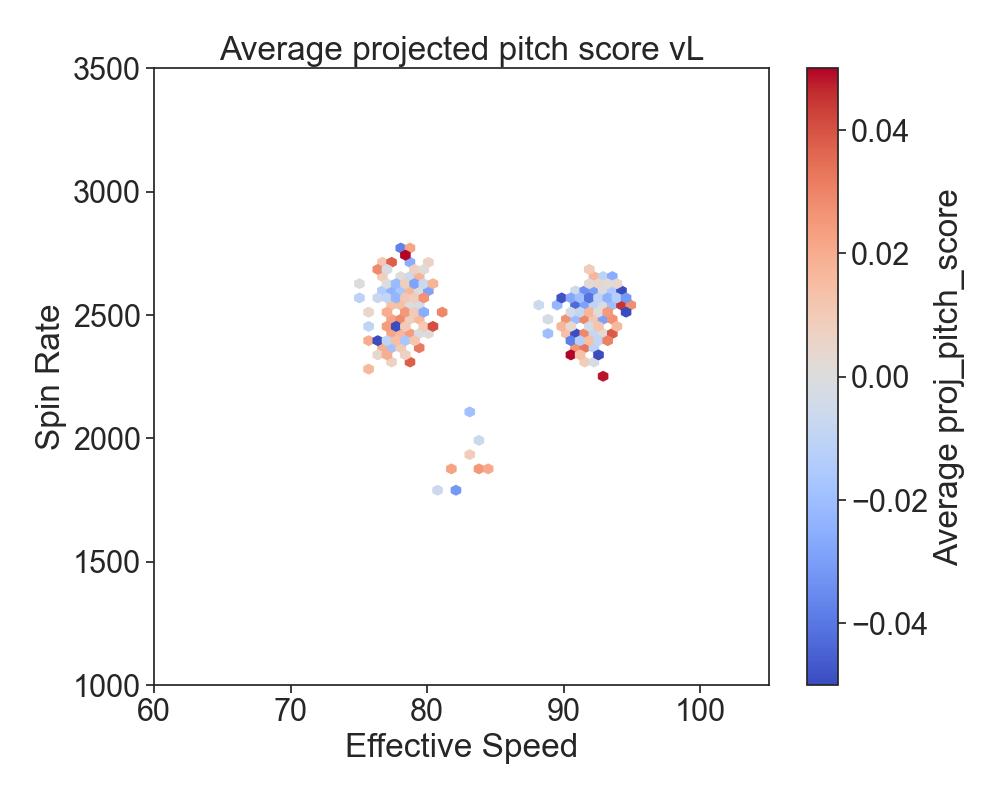 Average projected pitch score vL
3500
3000
2500
2000
1500
1000
Spin Rate
60 70 80 90 100
Effective Speed
0.04
0.02
0.00
−0.02
−0.04
Average proj_pitch_score